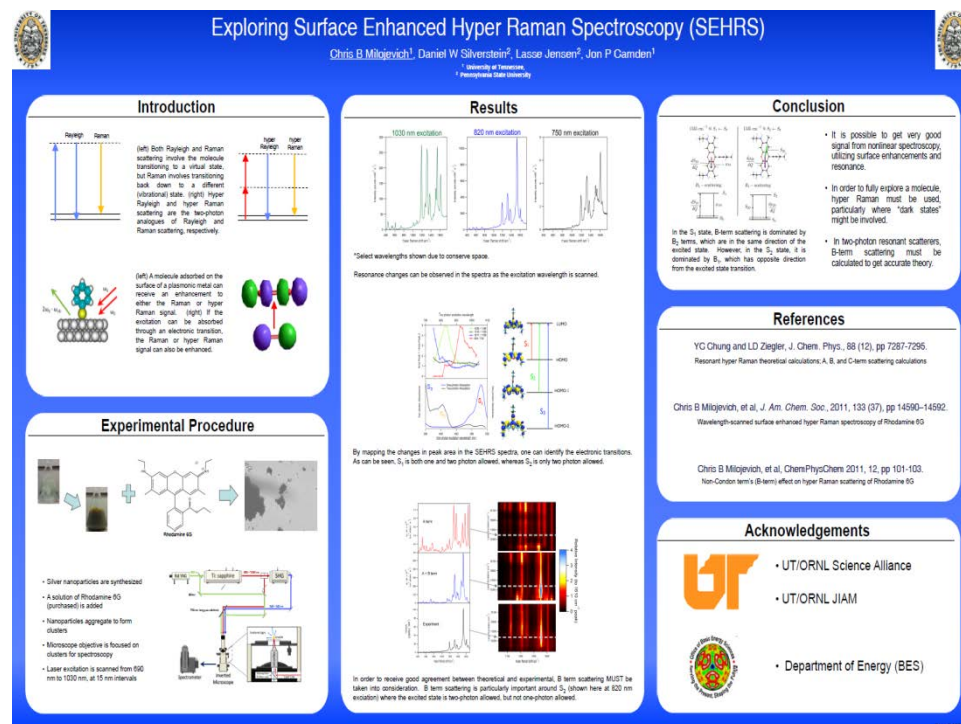 Exploring Surface Enhanced Hyper Raman Spectroscopy (SEHRS)
Chris B Milojevich¹, Daniel W Silverstein², Lasse Jensen², Jon P Camden¹
¹ University of Tennessee,
² Pennsylvania State University
Introduction
Rayleigh
Raman
(left) Both Rayleigh and Raman
scattering involve the molecule
transitioning to a virtual state,
but Raman involves transitioning
back down to a different
(vibrational) state. (right) Hyper
Rayleigh and hyper Raman
scattering are the two-photon
analogues of Rayleigh and
Raman scattering, respectively.
hyper
Rayleigh
hyper
Raman
(left) A molecule adsorbed on the
surface of a plasmonic metal can
receive an enhancement to
either the Raman or hyper
Raman signal. (right) If the
excitation can be absorbed
through an electronic transition,
the Raman or hyper Raman
signal can also be enhanced.
Experimental Procedure
Rhodamine 6G
• Silver nanoparticles are synthesized
• A solution of Rhodamine 6G
(purchased) is added
• Nanoparticles aggregate to form
clusters
• Microscope objective is focused on
clusters for spectroscopy
• Laser excitation is scanned from 690
nm to 1030 nm, at 15 nm intervals
Ti: sapphire
SHG
Spectrometer
Inverted
Microscope
Results
1030 nm excitation
820 nm excitation
750 nm excitation
*Select wavelengths shown due to conserve space.
Resonance changes can be observed in the spectra as the excitation wavelength is scanned.
LUMO
HOMO
HOMO-1
HOMO-2
By mapping the changes in peak area in the SEHRS spectra, one can identify the electronic transitions.
As can be seen, S₁ is both one and two photon allowed, whereas S₂ is only two photon allowed.
A term
A + B term
Experiment
In order to receive good agreement between theoretical and experimental, B term scattering MUST be
taken into consideration. B term scattering is particularly important around S₂ (shown here at 820 nm
exciation) where the excited state is two-photon allowed, but not one-photon allowed.
Conclusion
In the S₁ state, B-term scattering is dominated by
B₂ terms, which are in the same direction of the
excited state. However, in the S₂ state, it is
dominated by B₁, which has opposite direction
from the excited state transition.
• It is possible to get very good
signal from nonlinear spectroscopy,
utilizing surface enhancements and
resonance.
• In order to fully explore a molecule,
hyper Raman must be used,
particularly where "dark states"
might be involved.
• In two-photon resonant scatterers,
B-term scattering must be
calculated to get accurate theory.
References
YC Chung and LD Ziegler, J. Chem. Phys., 88 (12), pp 7287-7296.
Resonant hyper Raman theoretical calculations; A, B, and C-term scattering calculations
Chris B Milojevich, et al, J. Am. Chem. Soc., 2011, 133 (37), pp 14590–14592.
Wavelength-scanned surface enhanced hyper Raman spectroscopy of Rhodamine 6G
Chris B Milojevich, et al, ChemPhysChem 2011, 12, pp 101-103.
Non-Condon term's (B-term) effect on hyper Raman scattering of Rhodamine 6G
Acknowledgements
UT
• UT/ORNL Science Alliance
• UT/ORNL JIAM
• Department of Energy (BES)